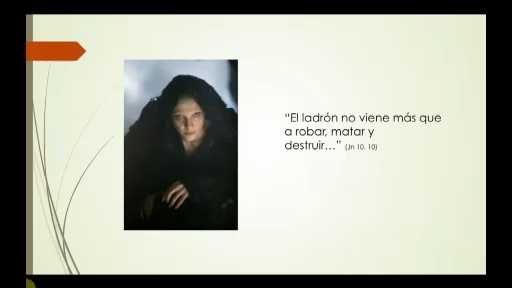 “El ladrón no viene más que
a robar, matar y
destruir…” (Jn 10, 10)